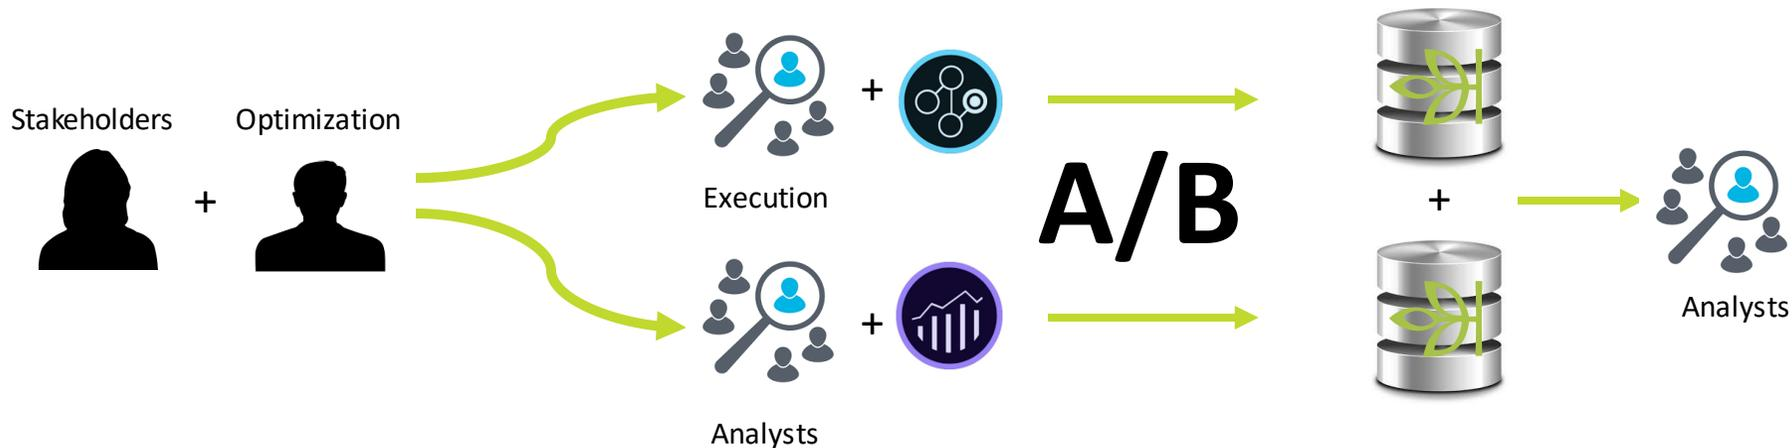 Stakeholders
+
Optimization
+
Execution
+
Analysts
A/B
+
Analysts